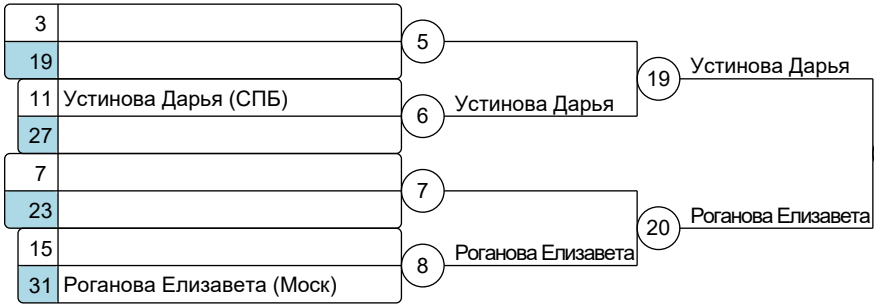 3
5
19
19
Устинова Дарья
11 Устинова Дарья (СПБ)
6
Устинова Дарья
27
7
7
23
20
Роганова Елизавета
15
8
Роганова Елизавета
31 Роганова Елизавета (Моск)